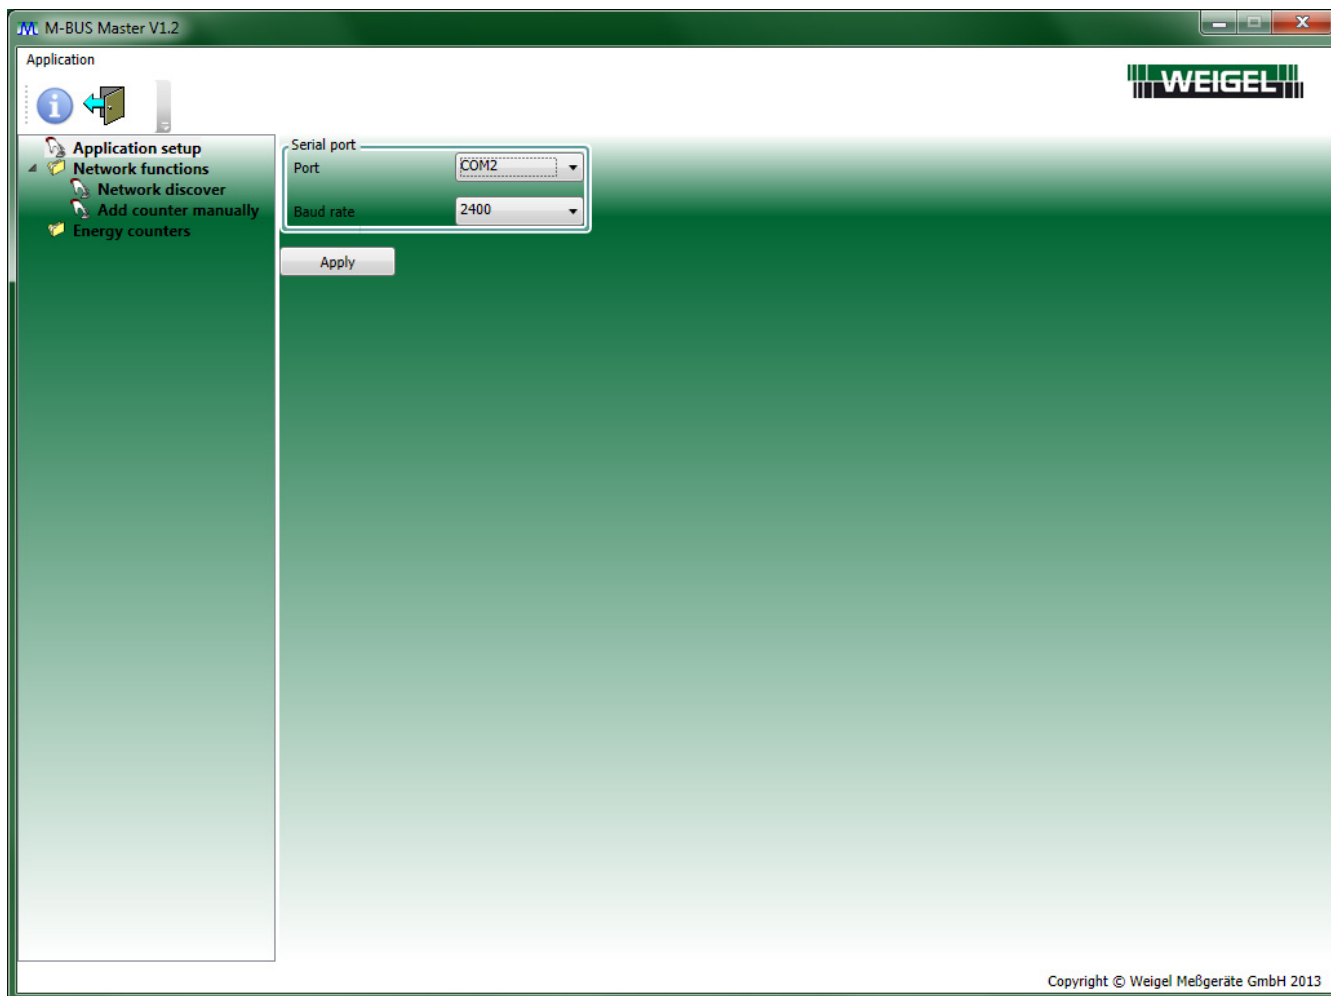 M-BUS Master V1.2
Application
WEIGEL
Application setup
Network functions
Network discover
Add counter manually
Energy counters
Serial port
Port COM2
Baud rate 2400
Apply
Copyright © Weigel Meßgeräte GmbH 2013